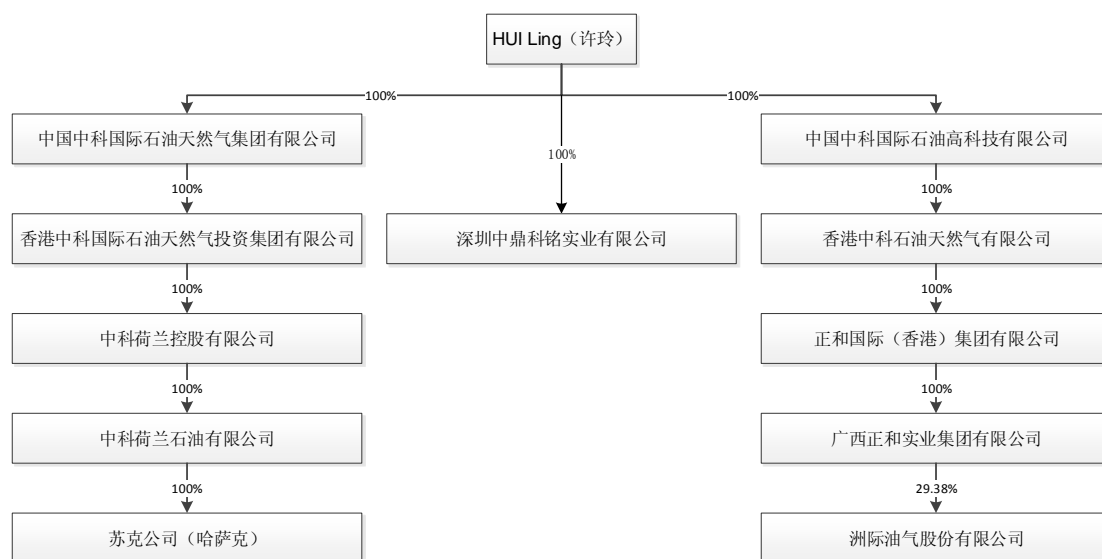 HUI Ling（许玲）
100%
100%
100%
中国中科国际石油天然气集团有限公司
中国中科国际石油高科技有限公司
100%
100%
香港中科国际石油天然气投资集团有限公司
深圳中鼎科铭实业有限公司
香港中科石油天然气有限公司
100%
100%
中科荷兰控股有限公司
正和国际（香港）集团有限公司
100%
100%
中科荷兰石油有限公司
广西正和实业集团有限公司
100%
29.38%
苏克公司（哈萨克）
洲际油气股份有限公司